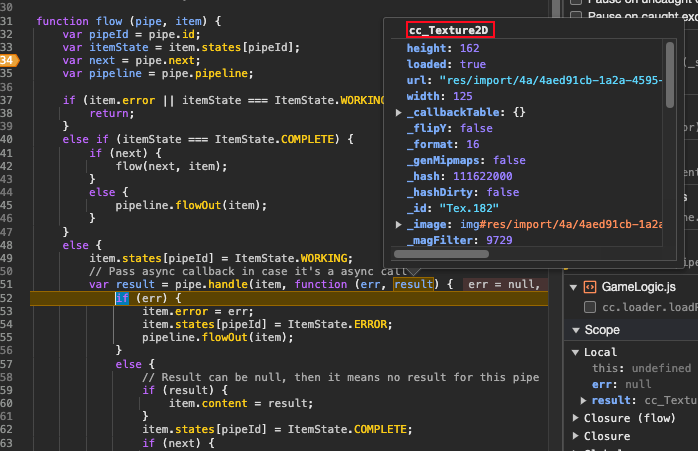 30
31 function flow (pipe, item) {
32 var pipeId = pipe.id;
33 var itemState = item.states[pipeId];
34 var next = pipe.next;
35 var pipeline = pipe.pipeline;
36
37 if (item.error || itemState === ItemState.WORKING
38 return;
39 }
40 else if (itemState === ItemState.COMPLETE) {
41 if (next) {
42 flow(next, item);
43 }
44 else {
45 pipeline.flowOut(item);
46 }
47 }
48 else {
49 item.states[pipeId] = ItemState.WORKING;
50 // Pass async callback in case it's a async call
51 var result = pipe.handle(item, function (err, result) { err = null,
52 if (err) {
53 item.error = err;
54 item.states[pipeId] = ItemState.ERROR;
55 pipeline.flowOut(item);
56 }
57 else {
58 // Result can be null, then it means no result for this pipe
59 if (result) {
60 item.content = result;
61 }
62 item.states[pipeId] = ItemState.COMPLETE;
63 if (next) {
cc_Texture2D
height: 162
loaded: true
url: "res/import/4a/4aed91cb-1a2a-4595-
width: 125
_callbackTable: {}
_flipY: false
_format: 16
_genMipmaps: false
_hash: 111622000
_hashDirty: false
_id: "Tex.182"
_image: img#res/import/4a/4aed91cb-1a2a
_magFilter: 9729
Pause on uncaught
Pause on caught exc
GameLogic.js
cc.loader.loadR
Scope
Local
this: undefined
err: null
result: cc_Textu
Closure (flow)
Closure